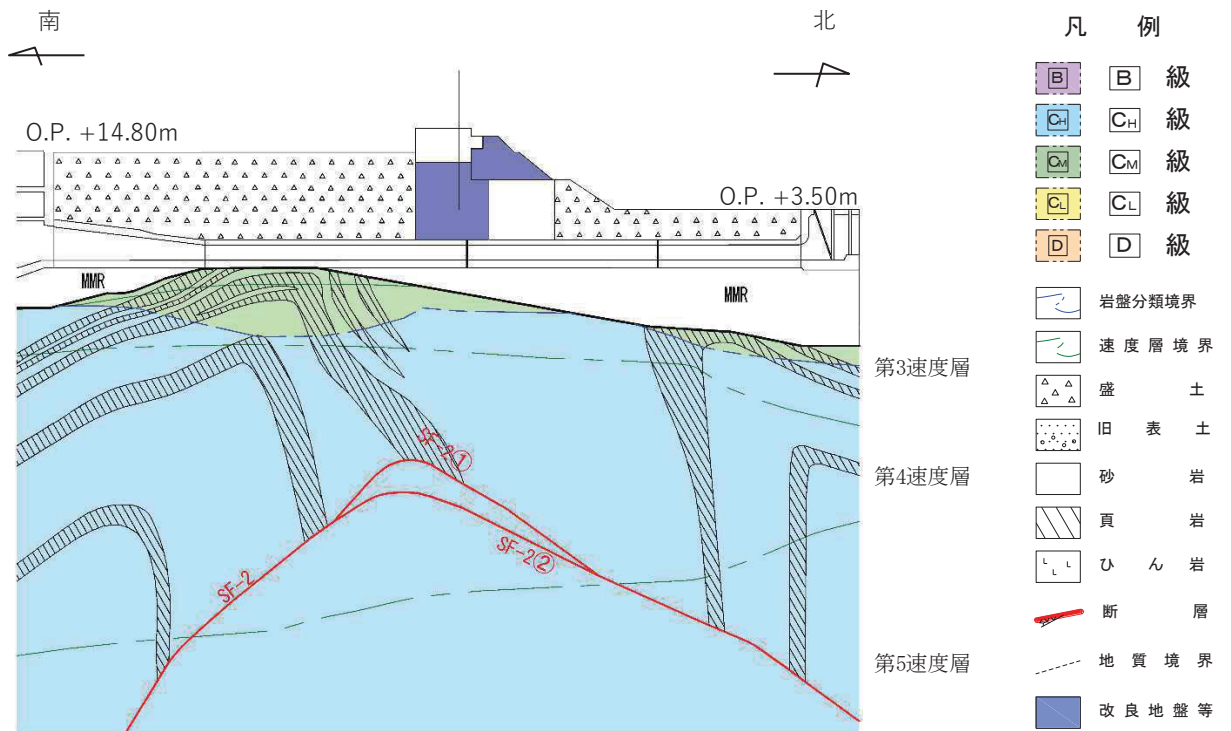 南
北
O.P. +14.80m
O.P. +3.50m
MMR
MMR
第3速度層
第4速度層
第5速度層
SF-2①
SF-2②
SF-2
凡 例
B B 級
CH CH 級
CM CM 級
CL CL 級
D D 級
岩盤分類境界
速度層境界
盛 土
旧 表 土
砂 岩
頁 岩
ひ ん 岩
断 層
地 質 境 界
改 良 地 盤 等